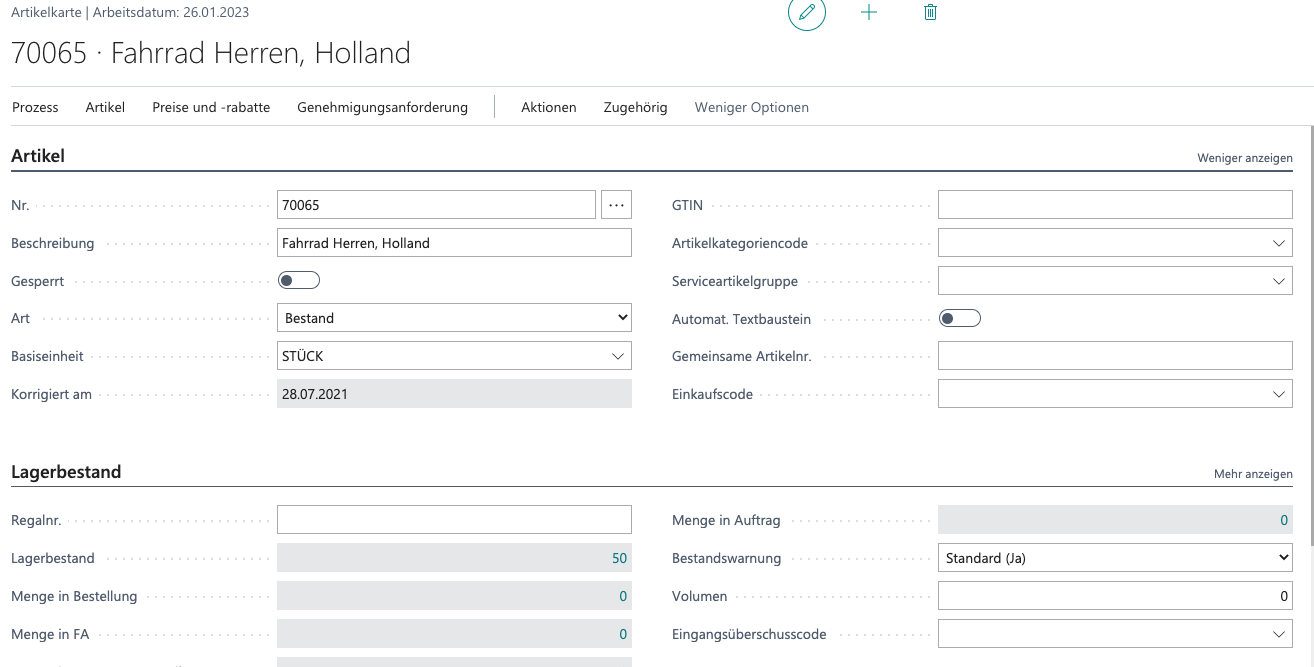 Artikelkarte | Arbeitsdatum: 26.01.2023
70065 · Fahrrad Herren, Holland
Prozess Artikel Preise und -rabatte Genehmigungsanforderung Aktionen Zugehörig Weniger Optionen
Artikel Weniger anzeigen
Nr. 70065 ...
Beschreibung Fahrrad Herren, Holland
Gesperrt
Art Bestand
Basiseinheit STÜCK
Korrigiert am 28.07.2021
GTIN
Artikelkategoriencode
Serviceartikelgruppe
Automat. Textbaustein
Gemeinsame Artikelnr.
Einkaufscode
Lagerbestand Mehr anzeigen
Regalnr.
Lagerbestand 50
Menge in Bestellung 0
Menge in FA 0
Menge in Auftrag 0
Bestandswarnung Standard (Ja)
Volumen 0
Eingangsüberschusscode